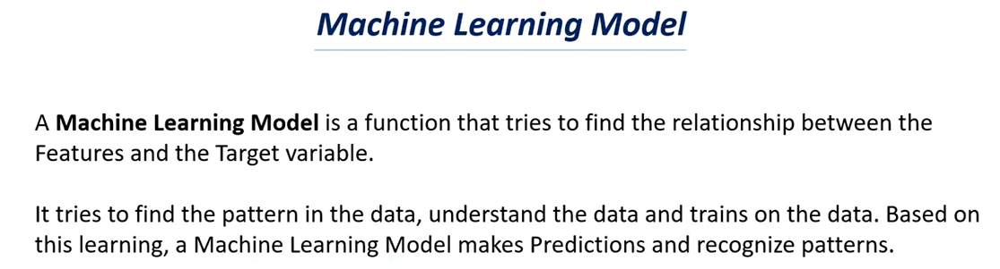 Machine Learning Model
A Machine Learning Model is a function that tries to find the relationship between the
Features and the Target variable.
It tries to find the pattern in the data, understand the data and trains on the data. Based on
this learning, a Machine Learning Model makes Predictions and recognize patterns.